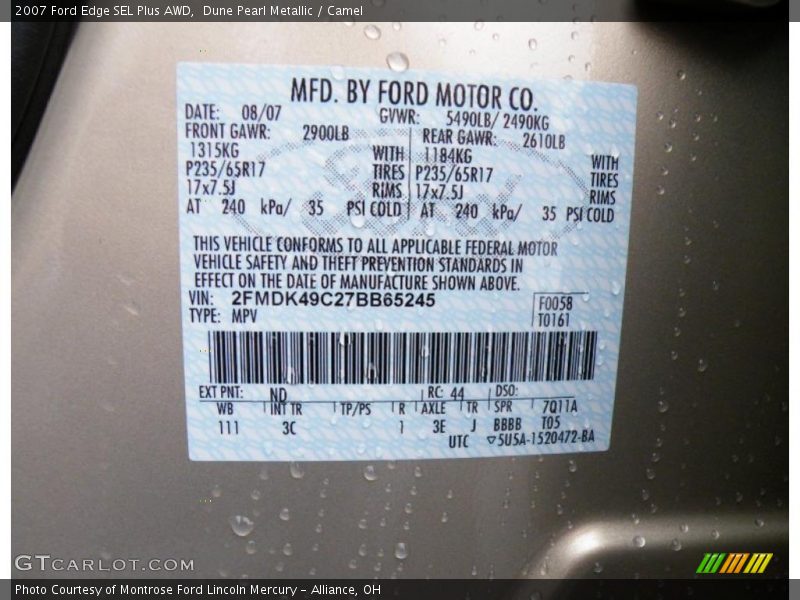 2007 Ford Edge SEL Plus AWD, Dune Pearl Metallic / Camel
MFD. BY FORD MOTOR CO.
DATE: 08/07 GVWR: 5490LB/ 2490KG
FRONT GAWR: 2900LB REAR GAWR: 2610LB
1315KG WITH 1184KG WITH
P235/65R17 TIRES P235/65R17 TIRES
17x7.5J RIMS 17x7.5J RIMS
AT 240 kPa/ 35 PSI COLD AT 240 kPa/ 35 PSI COLD
THIS VEHICLE CONFORMS TO ALL APPLICABLE FEDERAL MOTOR
VEHICLE SAFETY AND THEFT PREVENTION STANDARDS IN
EFFECT ON THE DATE OF MANUFACTURE SHOWN ABOVE.
VIN: 2FMDK49C27BB65245 F0058
TYPE: MPV T0161
EXT PNT: ND RC: 44 DSO:
WB INT TR TP/PS R AXLE TR SPR 7Q11A
111 3C 1 3E J BBBB T05
UTC ▽5U5A-1520472-BA
GTCARLOT.COM
Photo Courtesy of Montrose Ford Lincoln Mercury – Alliance, OH